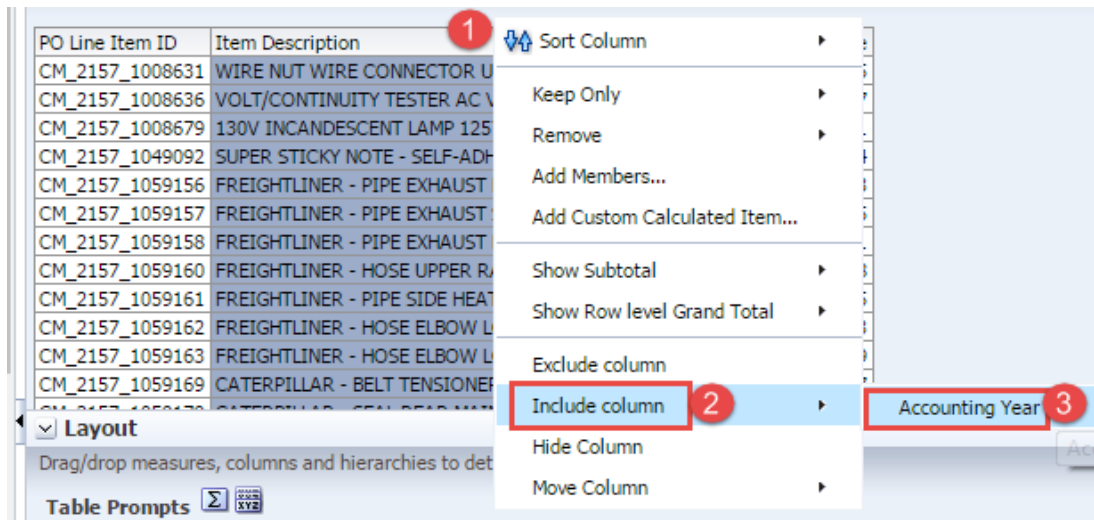 PO Line Item ID Item Description 1 Sort Column
CM_2157_1008631 WIRE NUT WIRE CONNECTOR
CM_2157_1008636 VOLT/CONTINUITY TESTER AC Keep Only
CM_2157_1008679 130V INCANDESCENT LAMP Remove
CM_2157_1049092 SUPER STICKY NOTE -
CM_2157_1059156 FREIGHTLINER - PIPE EXHAUST Add Members...
CM_2157_1059157 FREIGHTLINER - PIPE EXHAUST Add Custom Calculated Item...
CM_2157_1059158 FREIGHTLINER - PIPE EXHAUST
CM_2157_1059160 FREIGHTLINER - HOSE UPPER Show Subtotal
CM_2157_1059161 FREIGHTLINER - PIPE SIDE Show Row level Grand Total
CM_2157_1059162 FREIGHTLINER - HOSE ELBOW
CM_2157_1059163 FREIGHTLINER - HOSE ELBOW Exclude column
CM_2157_1059169 CATERPILLAR - BELT TENSIONER
Include column 2 Accounting Year 3
Layout
Hide Column
Drag/drop measures, columns and hierarchies to
Move Column
Table Prompts